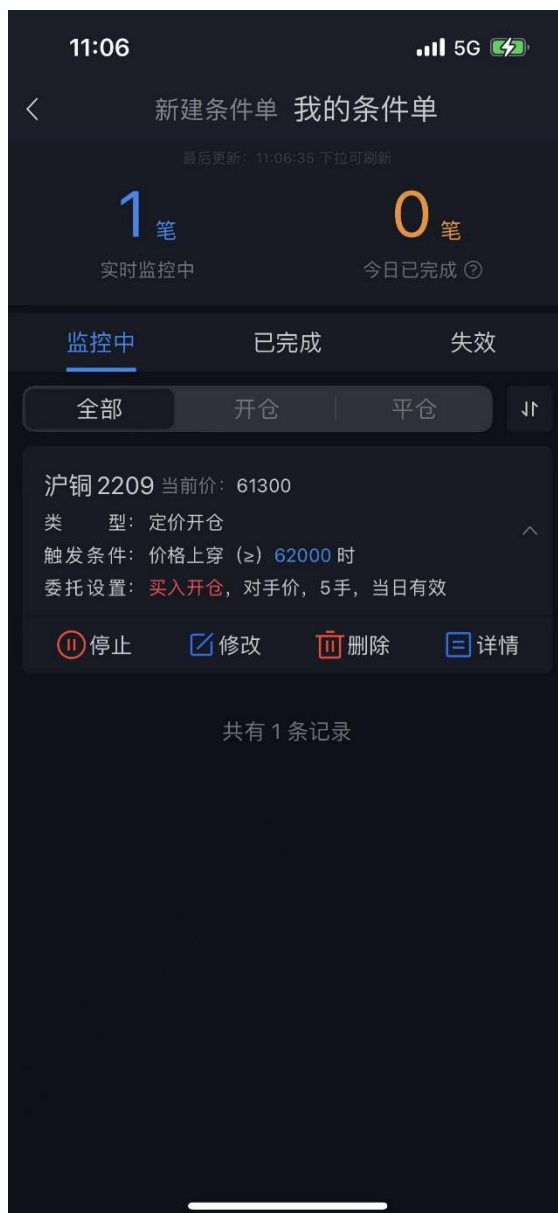 11:06
5G
新建条件单 我的条件单
最后更新: 11:06:35 下拉可刷新
1笔
0笔
实时监控中
今日已完成
监控中 已完成 失效
全部 开仓 平仓
沪铜2209 当前价: 61300
类 型: 定价开仓
触发条件: 价格上穿 (≥) 62000 时
委托设置: 买入开仓, 对手价, 5手, 当日有效
停止 修改 删除 详情
共有 1 条记录